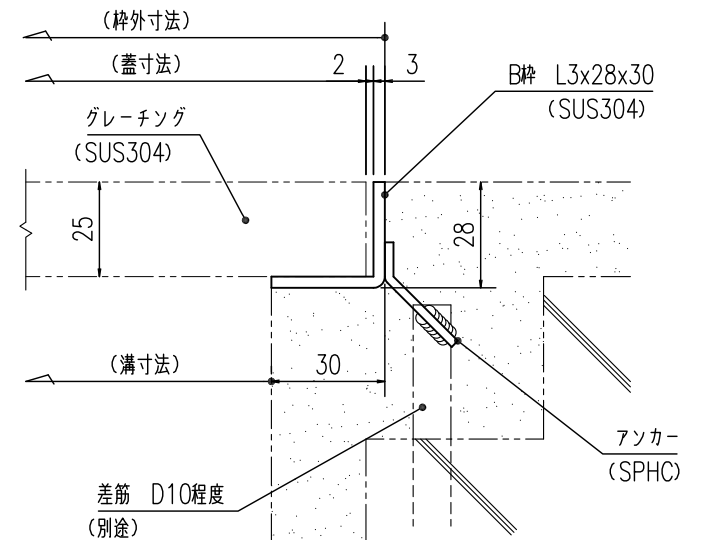 (枠外寸法)
(蓋寸法)
2
3
B枠 L3x28x30
(SUS304)
グレーチング
(SUS304)
25
28
(溝寸法)
30
アンカー
(SPHC)
差筋 D10程度
(別途)